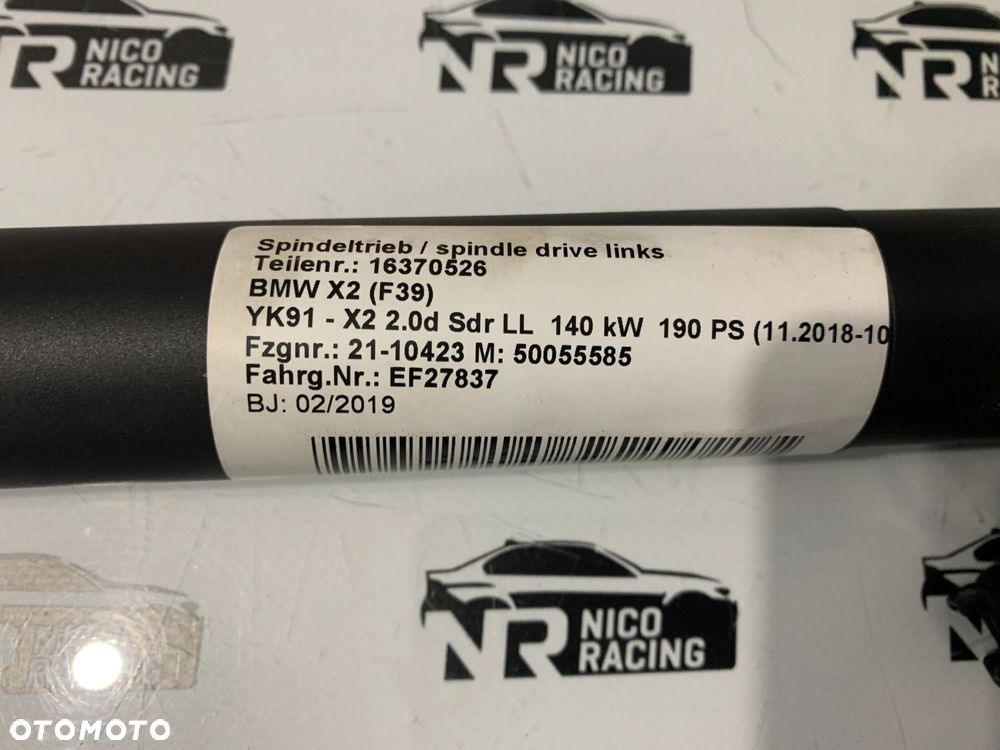 NR NICO RACING
NR NICO RACING
NR
Spindeltrieb / spindle drive links
Teilenr.: 16370526
BMW X2 (F39)
YK91 - X2 2.0d Sdr LL 140 kW 190 PS (11.2018-10
Fzgnr.: 21-10423 M: 50055585
Fahrg.Nr.: EF27837
BJ: 02/2019
NR NICO RACING
OTOMOTO